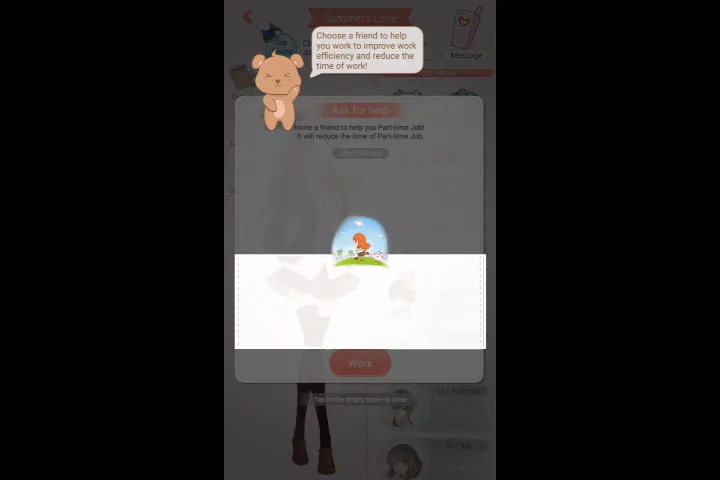 Summer's Love
Choose a friend to help
you work to improve work
efficiency and reduce the
time of work!
Message
Ask for help
Invite a friend to help you Part-time Job!
It will reduce the time of Part-time Job.
My Friends
Work
Tap on the empty space to close